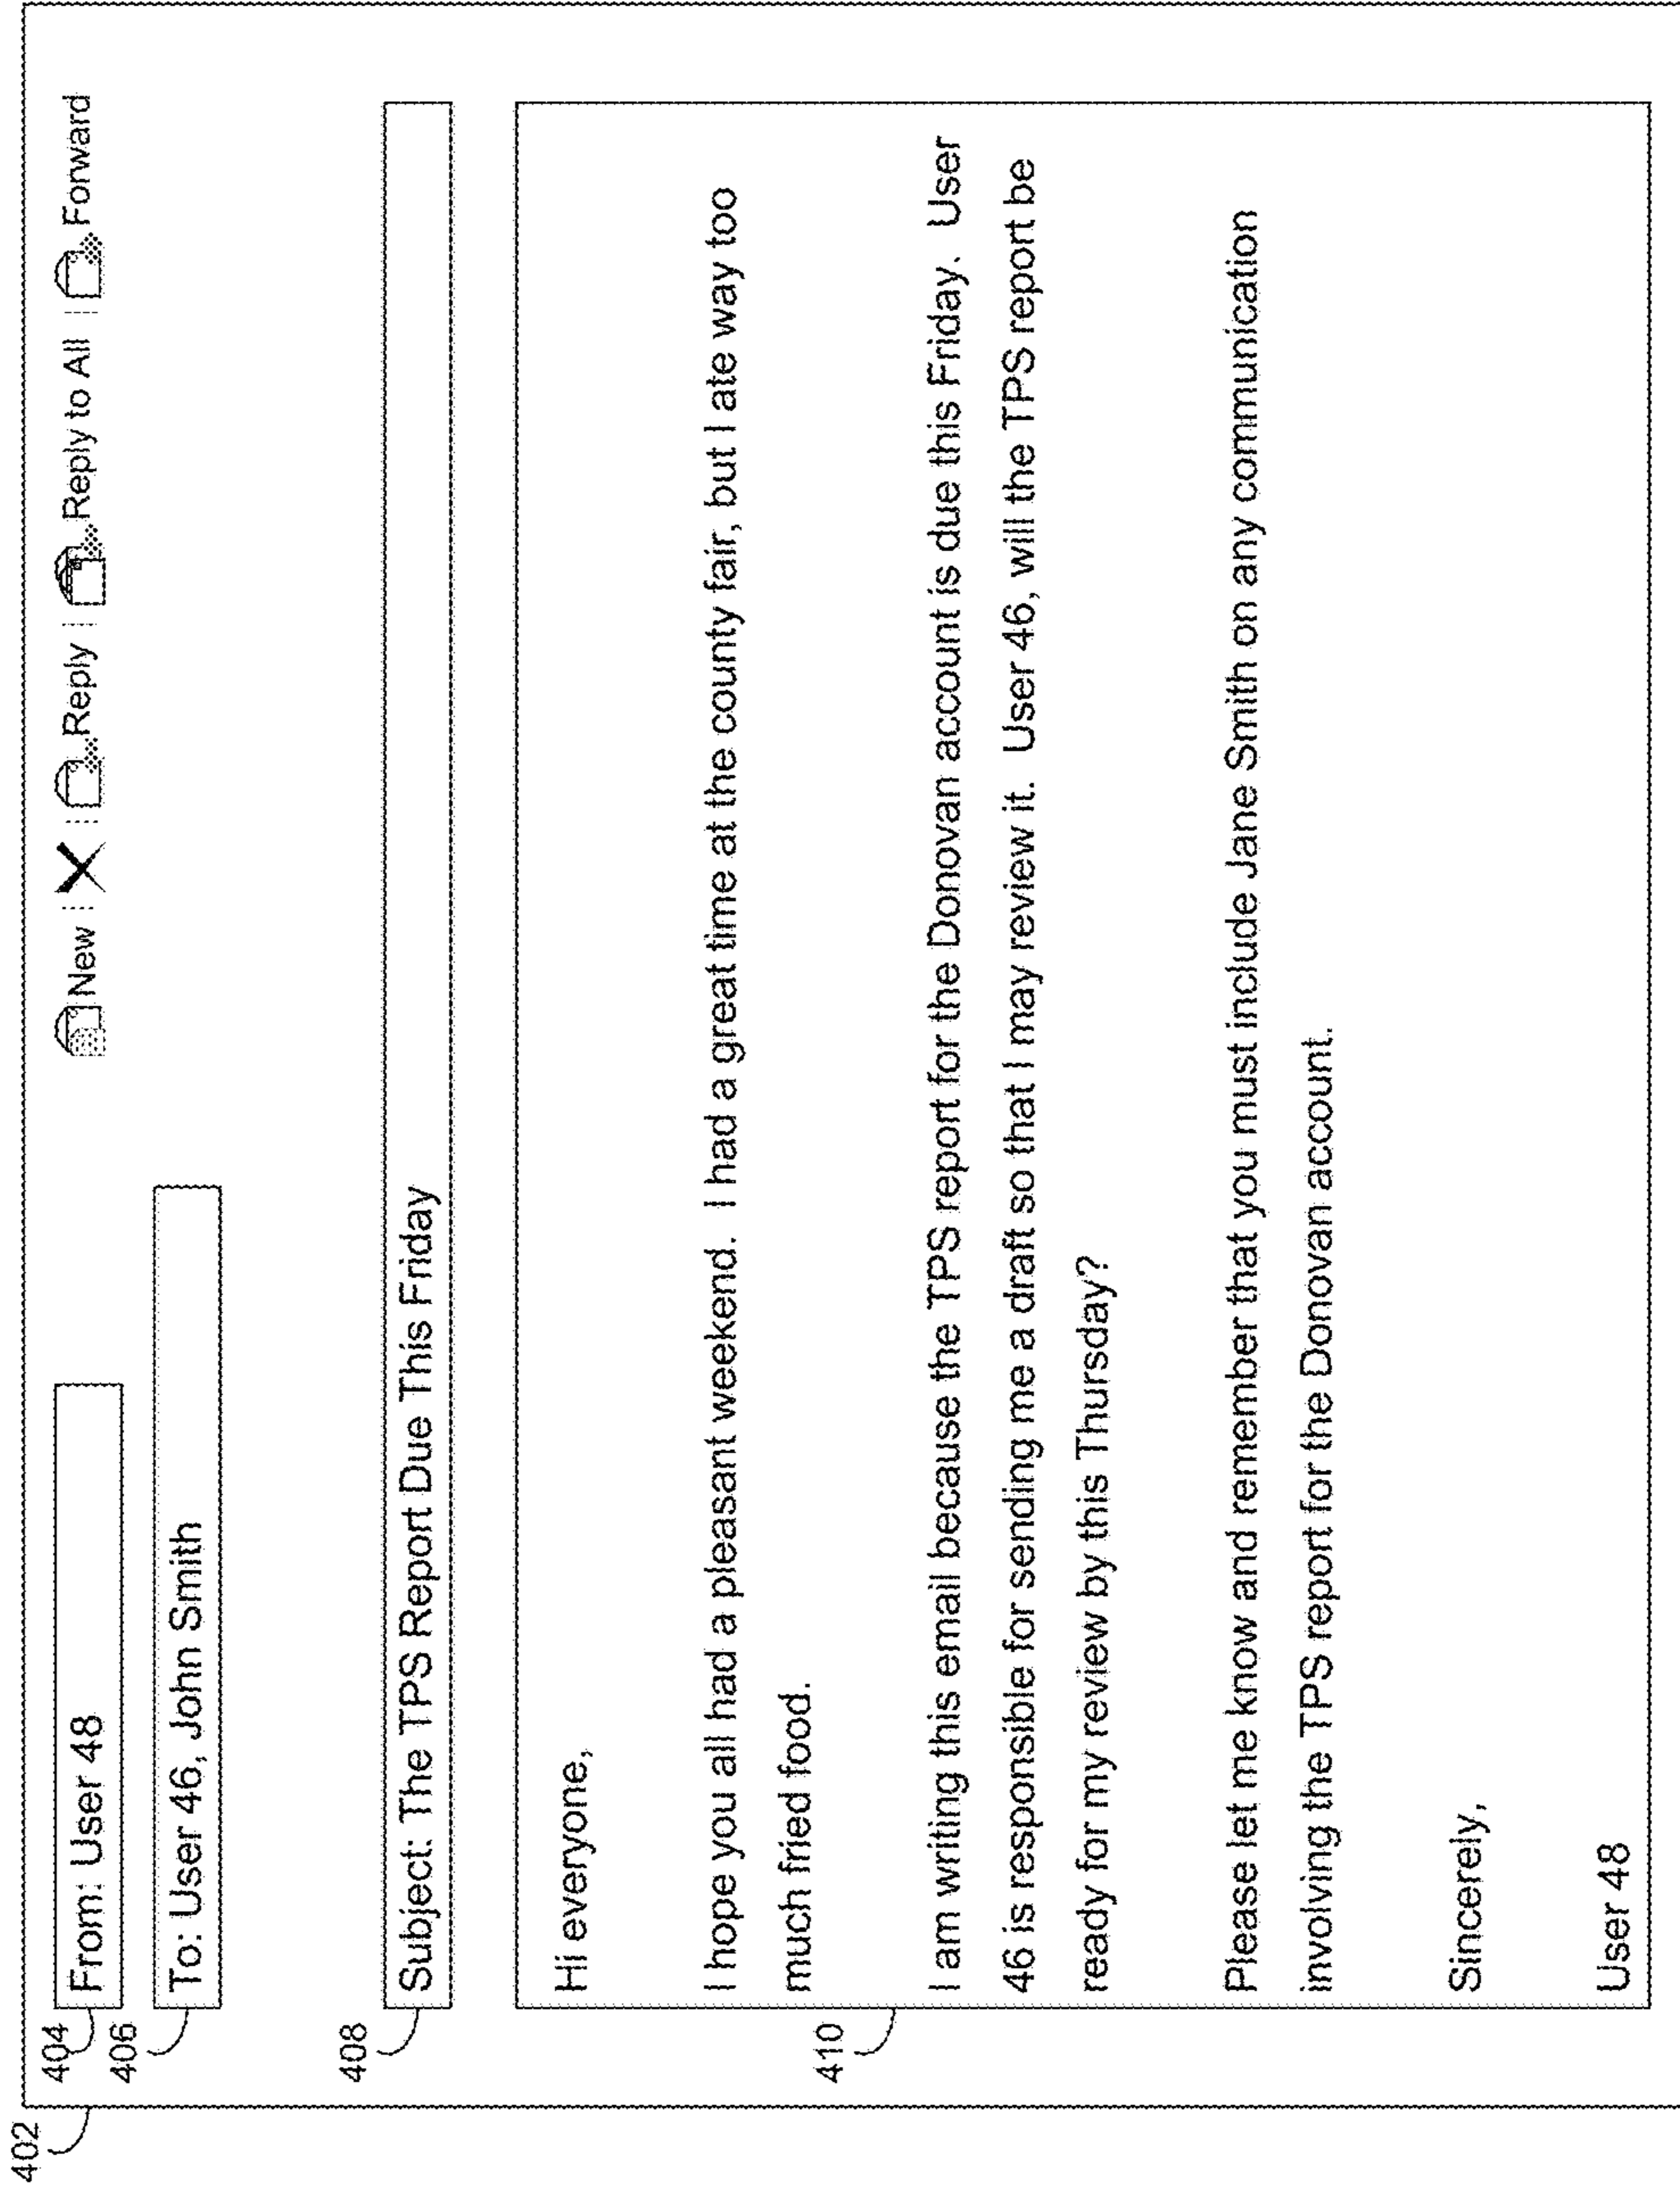 402
404
From: User 48
New
Reply
Reply to All
Forward
406
To: User 46, John Smith
408
Subject: The TPS Report Due This Friday
410
Hi everyone,
I hope you all had a pleasant weekend. I had a great time at the county fair, but I ate way too
much fried food.
I am writing this email because the TPS report for the Donovan account is due this Friday. User
46 is responsible for sending me a draft so that I may review it. User 46, will the TPS report be
ready for my review by this Thursday?
Please let me know and remember that you must include Jane Smith on any communication
involving the TPS report for the Donovan account.
Sincerely,
User 48